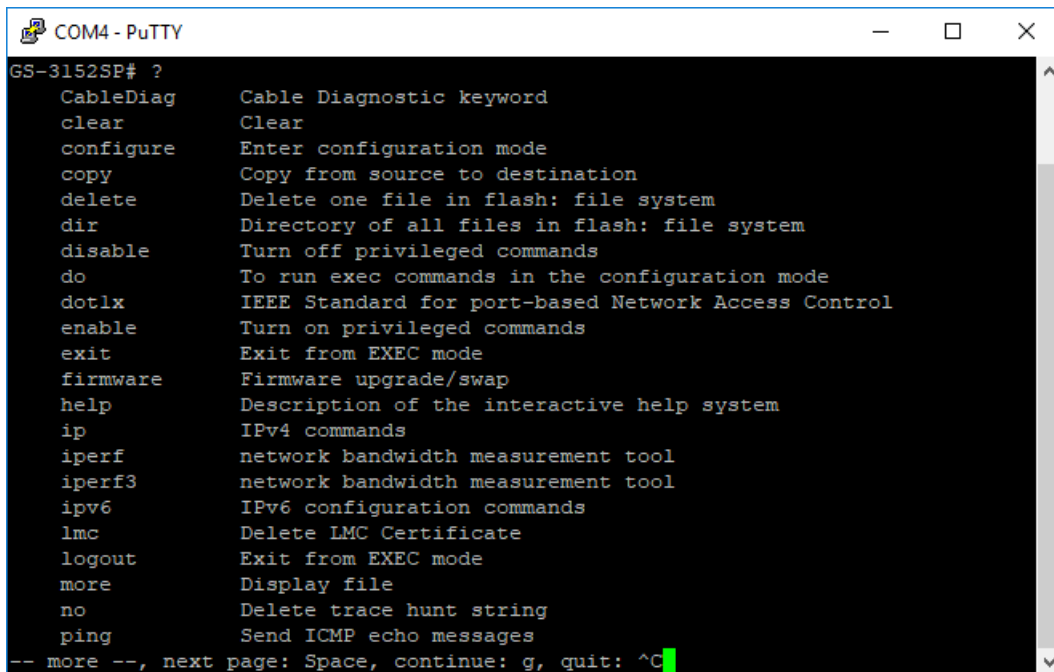 COM4 - PuTTY
GS-3152SP# ?
CableDiag Cable Diagnostic keyword
clear Clear
configure Enter configuration mode
copy Copy from source to destination
delete Delete one file in flash: file system
dir Directory of all files in flash: file system
disable Turn off privileged commands
do To run exec commands in the configuration mode
dot1x IEEE Standard for port-based Network Access Control
enable Turn on privileged commands
exit Exit from EXEC mode
firmware Firmware upgrade/swap
help Description of the interactive help system
ip IPv4 commands
iperf network bandwidth measurement tool
iperf3 network bandwidth measurement tool
ipv6 IPv6 configuration commands
lmc Delete LMC Certificate
logout Exit from EXEC mode
more Display file
no Delete trace hunt string
ping Send ICMP echo messages
-- more --, next page: Space, continue: g, quit: ^C